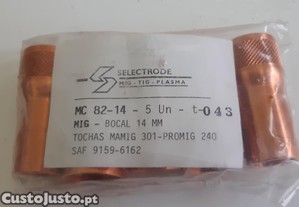 SELECTRODE
MIG - TIG - PLASMA
MC 82-14 - 5 Un - t-043
MIG - BOCAL 14 MM
TOCHAS MAMIG 301-PROMIG 240
SAF 9159-6162
CustoJusto.pt